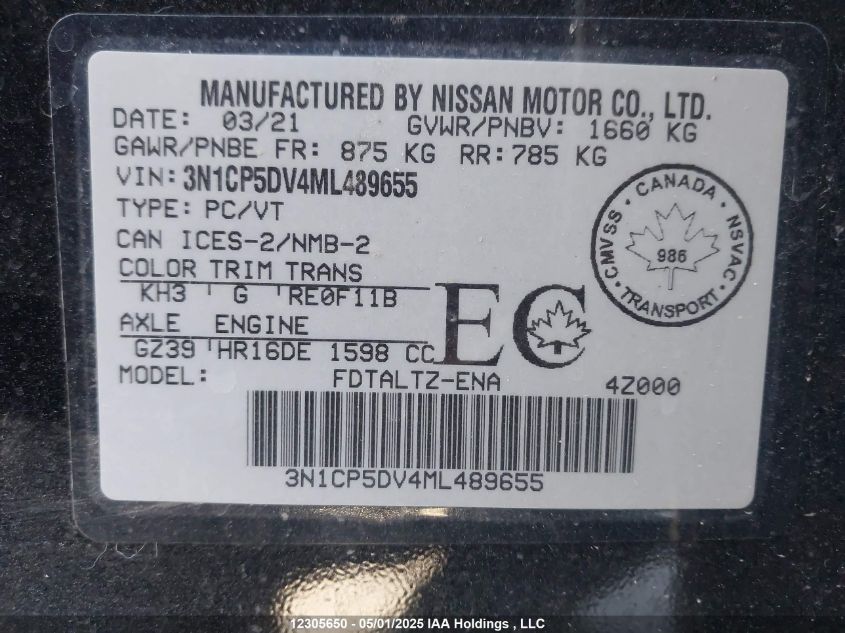 MANUFACTURED BY NISSAN MOTOR CO., LTD.
DATE: 03/21 GVWR/PNBV: 1660 KG
GAWR/PNBE FR: 875 KG RR: 785 KG
VIN: 3N1CP5DV4ML489655
TYPE: PC/VT
CAN ICES-2/NMB-2
COLOR TRIM TRANS
KH3 G RE0F11B
AXLE ENGINE
GZ39 HR16DE 1598 CC
MODEL: FDTALTZ-ENA 4Z000
EC
CMVSS · CANADA · NSVAC · TRANSPORT ·
986
3N1CP5DV4ML489655
12305650 - 05/01/2025 IAA Holdings , LLC